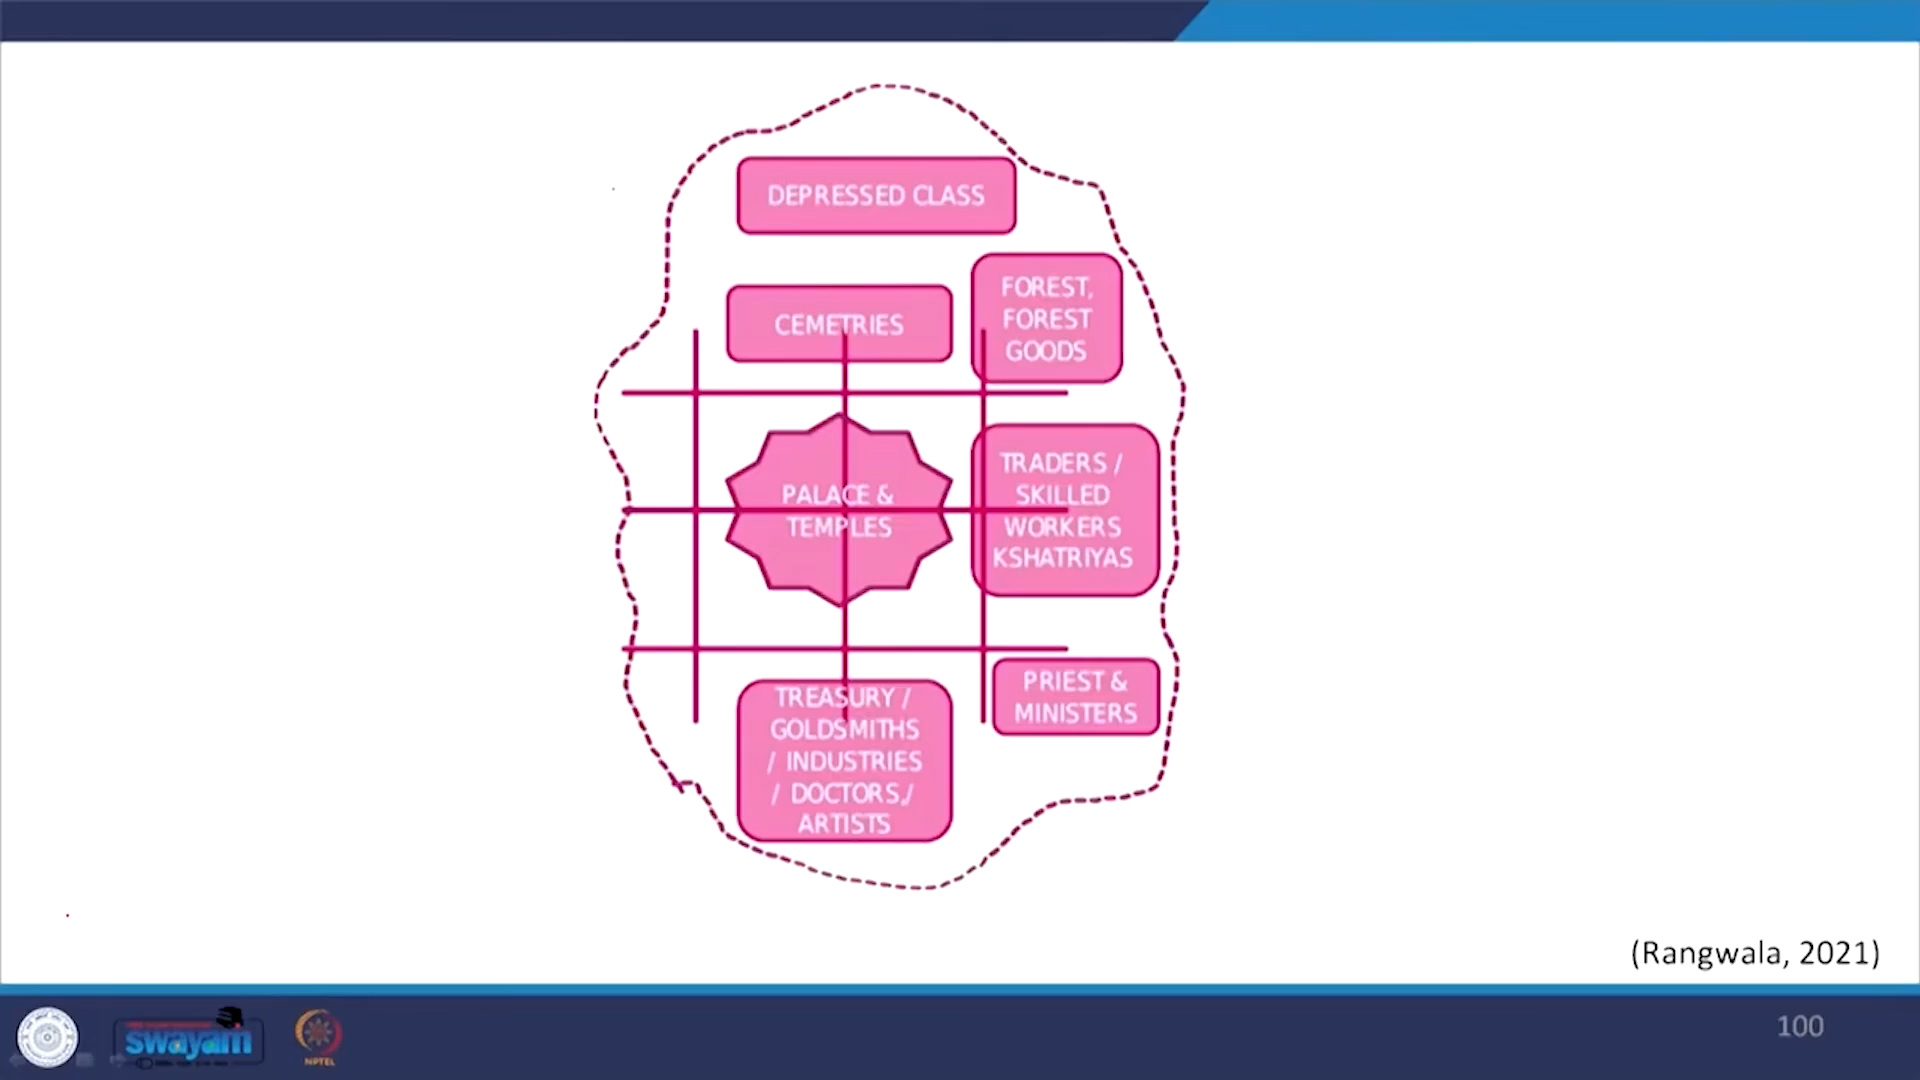 DEPRESSED CLASS
FOREST,
FOREST
GOODS
CEMETRIES
PALACE &
TEMPLES
TRADERS /
SKILLED
WORKERS
KSHATRIYAS
PRIEST &
MINISTERS
TREASURY /
GOLDSMITHS
/ INDUSTRIES
/ DOCTORS,/
ARTISTS
(Rangwala, 2021)
swayam
NPTEL
100